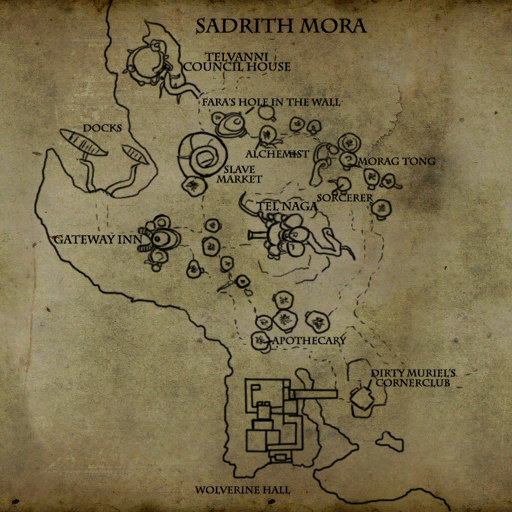 SADRITH MORA
TELVANNI
COUNCIL HOUSE
FARA'S HOLE IN THE WALL
DOCKS
ALCHEMIST
MORAG TONG
SLAVE
MARKET
SORCERER
TEL NAGA
GATEWAY INN
APOTHECARY
DIRTY MURIEL'S
CORNERCLUB
WOLVERINE HALL